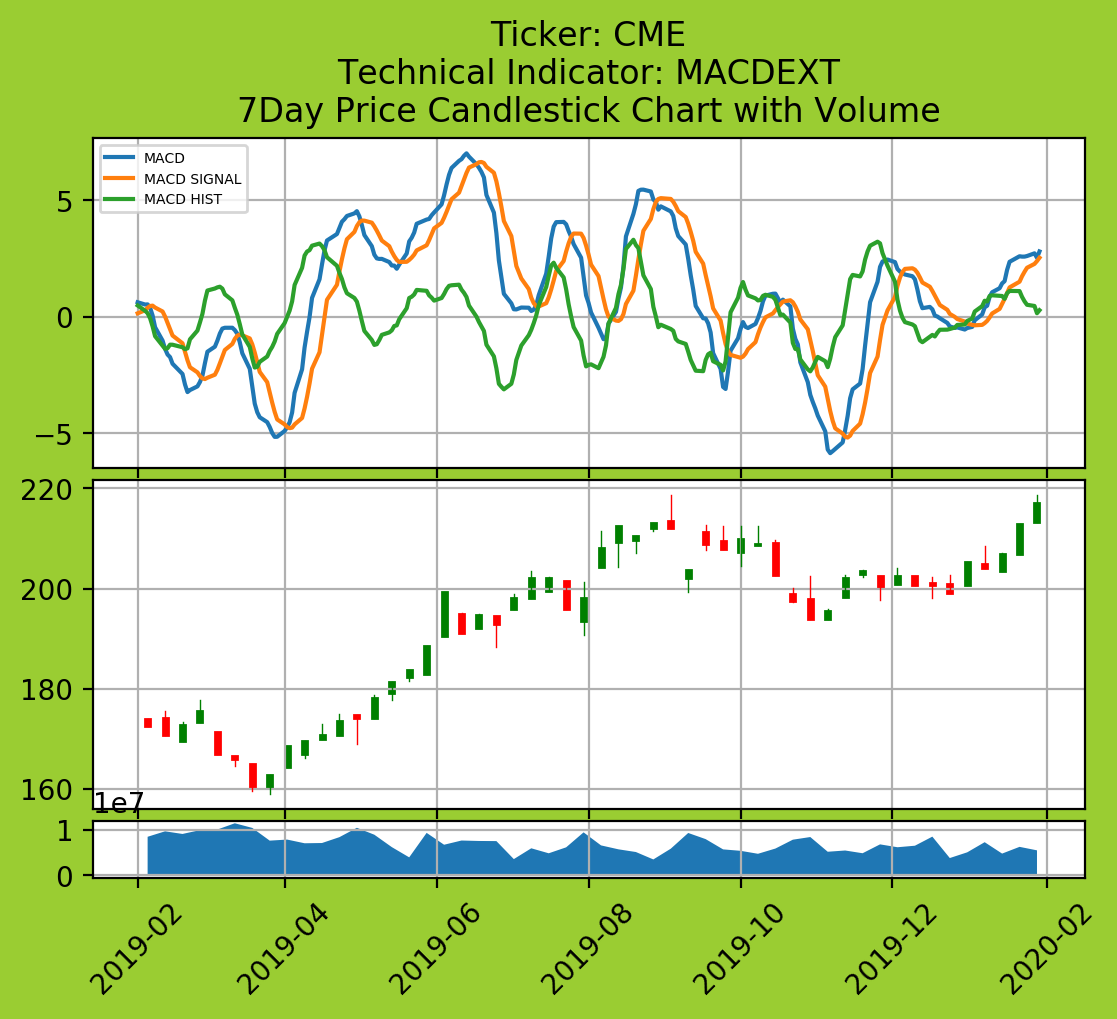 Ticker: CME
Technical Indicator: MACDEXT
7Day Price Candlestick Chart with Volume
MACD
MACD SIGNAL
MACD HIST
5
0
−5
220
200
180
160
1e7
1
0
2019-02
2019-04
2019-06
2019-08
2019-10
2019-12
2020-02